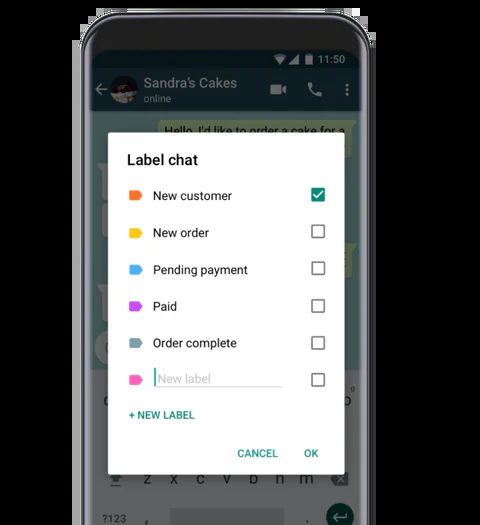 11:50
Sandra's Cakes
online
Hello, I'd like to order a cake for a
Label chat
New customer
New order
Pending payment
Paid
Order complete
New label
+ NEW LABEL
CANCEL
OK
z x c v b n m
?123 , .